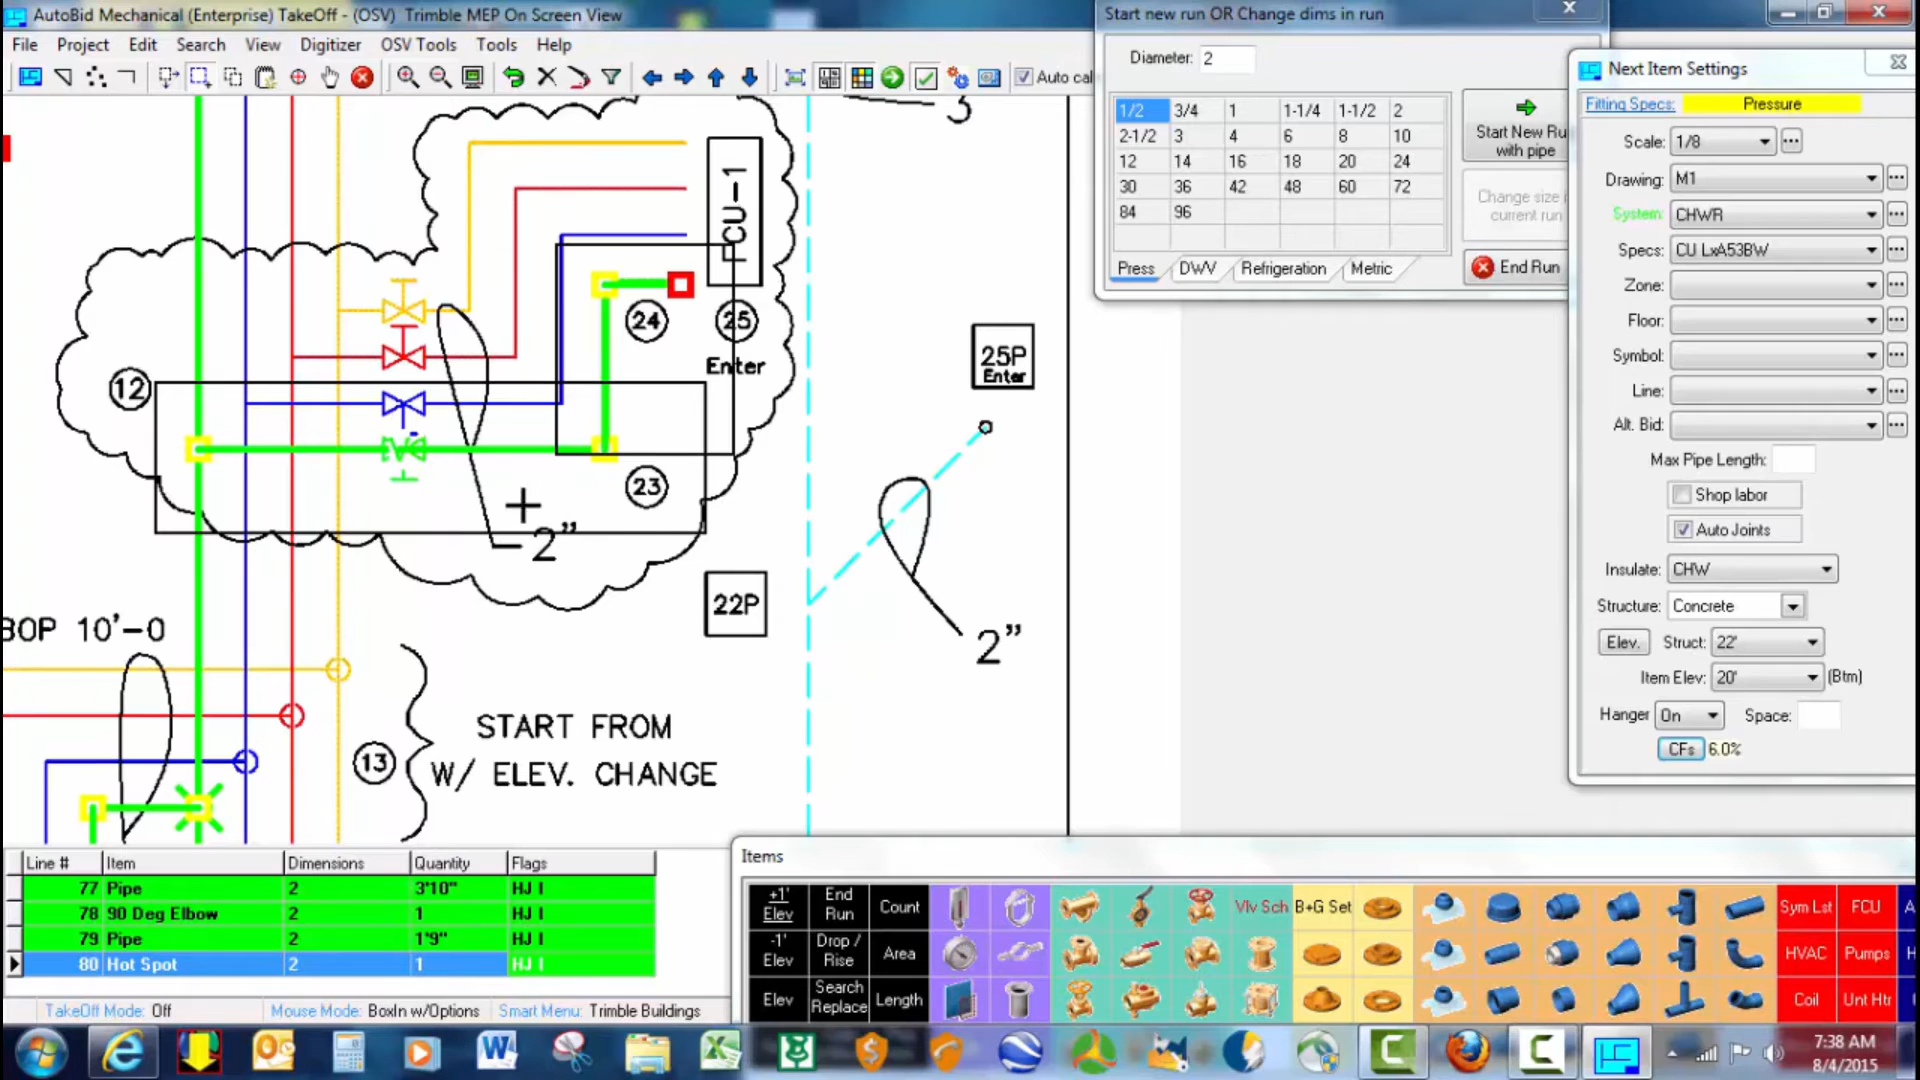 AutoBid Mechanical (Enterprise) TakeOff - (OSV) Trimble MEP On Screen View
File Project Edit Search View Digitizer OSV Tools Tools Help
Auto cal
Start new run OR Change dims in run
Diameter: 2
1/2 3/4 1 1-1/4 1-1/2 2
2-1/2 3 4 6 8 10
12 14 16 18 20 24
30 36 42 48 60 72
84 96
Press DWV Refrigeration Metric
Start New Ru
with pipe
Change size i
current run
End Run
Next Item Settings
Fitting Specs: Pressure
Scale: 1/8
Drawing: M1
System: CHWR
Specs: CU LxA53BW
Zone:
Floor:
Symbol:
Line:
Alt. Bid:
Max Pipe Length:
Shop labor
Auto Joints
Insulate: CHW
Structure: Concrete
Elev. Struct: 22'
Item Elev: 20' (Btm)
Hanger On Space:
CFs 6.0%
3
FCU-1
24
25
Enter
12
23
2"
22P
25P
Enter
2"
BOP 10'-0
13
START FROM
W/ ELEV. CHANGE
Line # Item Dimensions Quantity Flags
77 Pipe 2 3'10" HJ I
78 90 Deg Elbow 2 1 HJ I
79 Pipe 2 1'9" HJ I
80 Hot Spot 2 1 HJ I
TakeOff Mode: Off Mouse Mode: BoxIn w/Options Smart Menu: Trimble Buildings
Items
+1'
Elev
End
Run
Count
Vlv Sch
B+G Set
Sym Lst
FCU
A
-1'
Elev
Drop /
Rise
Area
HVAC
Pumps
H
Elev
Search
Replace
Length
Coil
Unt Htr
7:38 AM
8/4/2015